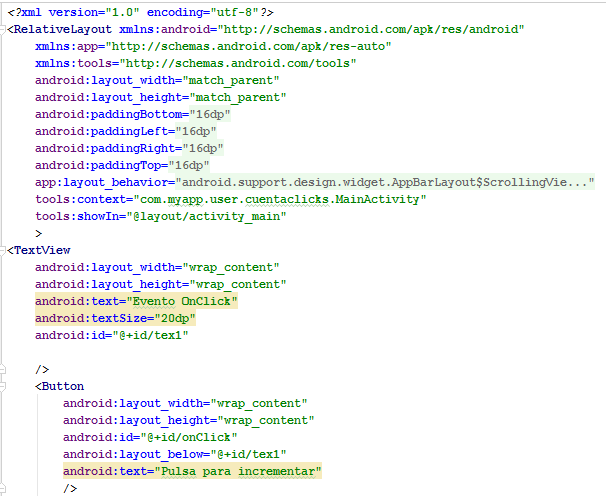 <?xml version="1.0" encoding="utf-8"?>
<RelativeLayout xmlns:android="http://schemas.android.com/apk/res/android"
    xmlns:app="http://schemas.android.com/apk/res-auto"
    xmlns:tools="http://schemas.android.com/tools"
    android:layout_width="match_parent"
    android:layout_height="match_parent"
    android:paddingBottom="16dp"
    android:paddingLeft="16dp"
    android:paddingRight="16dp"
    android:paddingTop="16dp"
    app:layout_behavior="android.support.design.widget.AppBarLayout$ScrollingVie..."
    tools:context="com.myapp.user.cuentaclicks.MainActivity"
    tools:showIn="@layout/activity_main"
    >
<TextView
    android:layout_width="wrap_content"
    android:layout_height="wrap_content"
    android:text="Evento OnClick"
    android:textSize="20dp"
    android:id="@+id/tex1"
    />
    <Button
        android:layout_width="wrap_content"
        android:layout_height="wrap_content"
        android:id="@+id/onClick"
        android:layout_below="@+id/tex1"
        android:text="Pulsa para incrementar"
        />